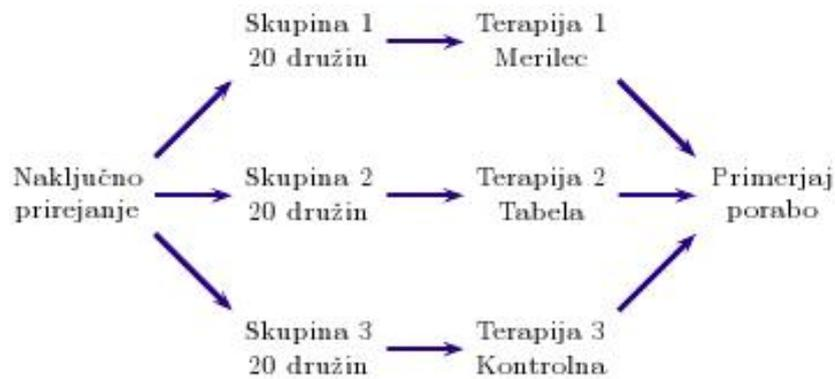 Skupina 1
20 družin
Terapija 1
Merilec
Naključno
prirejanje
Skupina 2
20 družin
Terapija 2
Tabela
Primerjaj
porabo
Skupina 3
20 družin
Terapija 3
Kontrolna